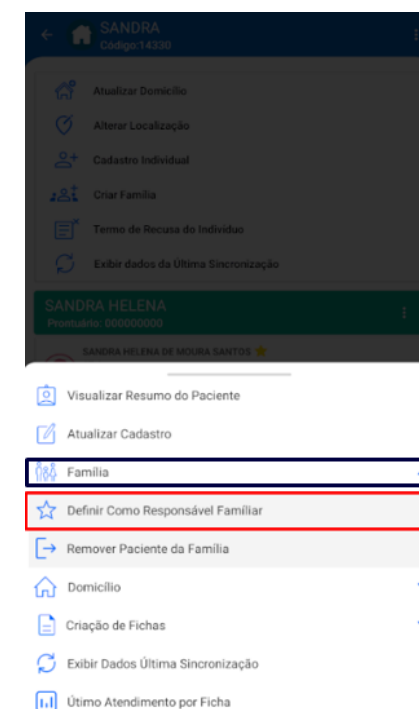 SANDRA
Código:14330
Atualizar Domicílio
Alterar Localização
Cadastro Individual
Criar Família
Termo de Recusa do Indivíduo
Exibir dados da Última Sincronização
SANDRA HELENA
Prontuário: 000000000
SANDRA HELENA DE MOURA SANTOS
Visualizar Resumo do Paciente
Atualizar Cadastro
Família
Definir Como Responsável Famíliar
Remover Paciente da Família
Domicílio
Criação de Fichas
Exibir Dados Última Sincronização
Útimo Atendimento por Ficha